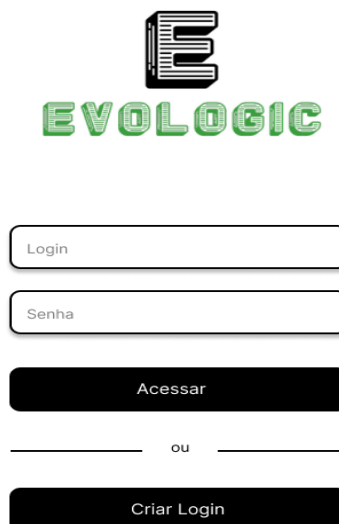 E
EVOLOGIC
Login
Senha
Acessar
ou
Criar Login